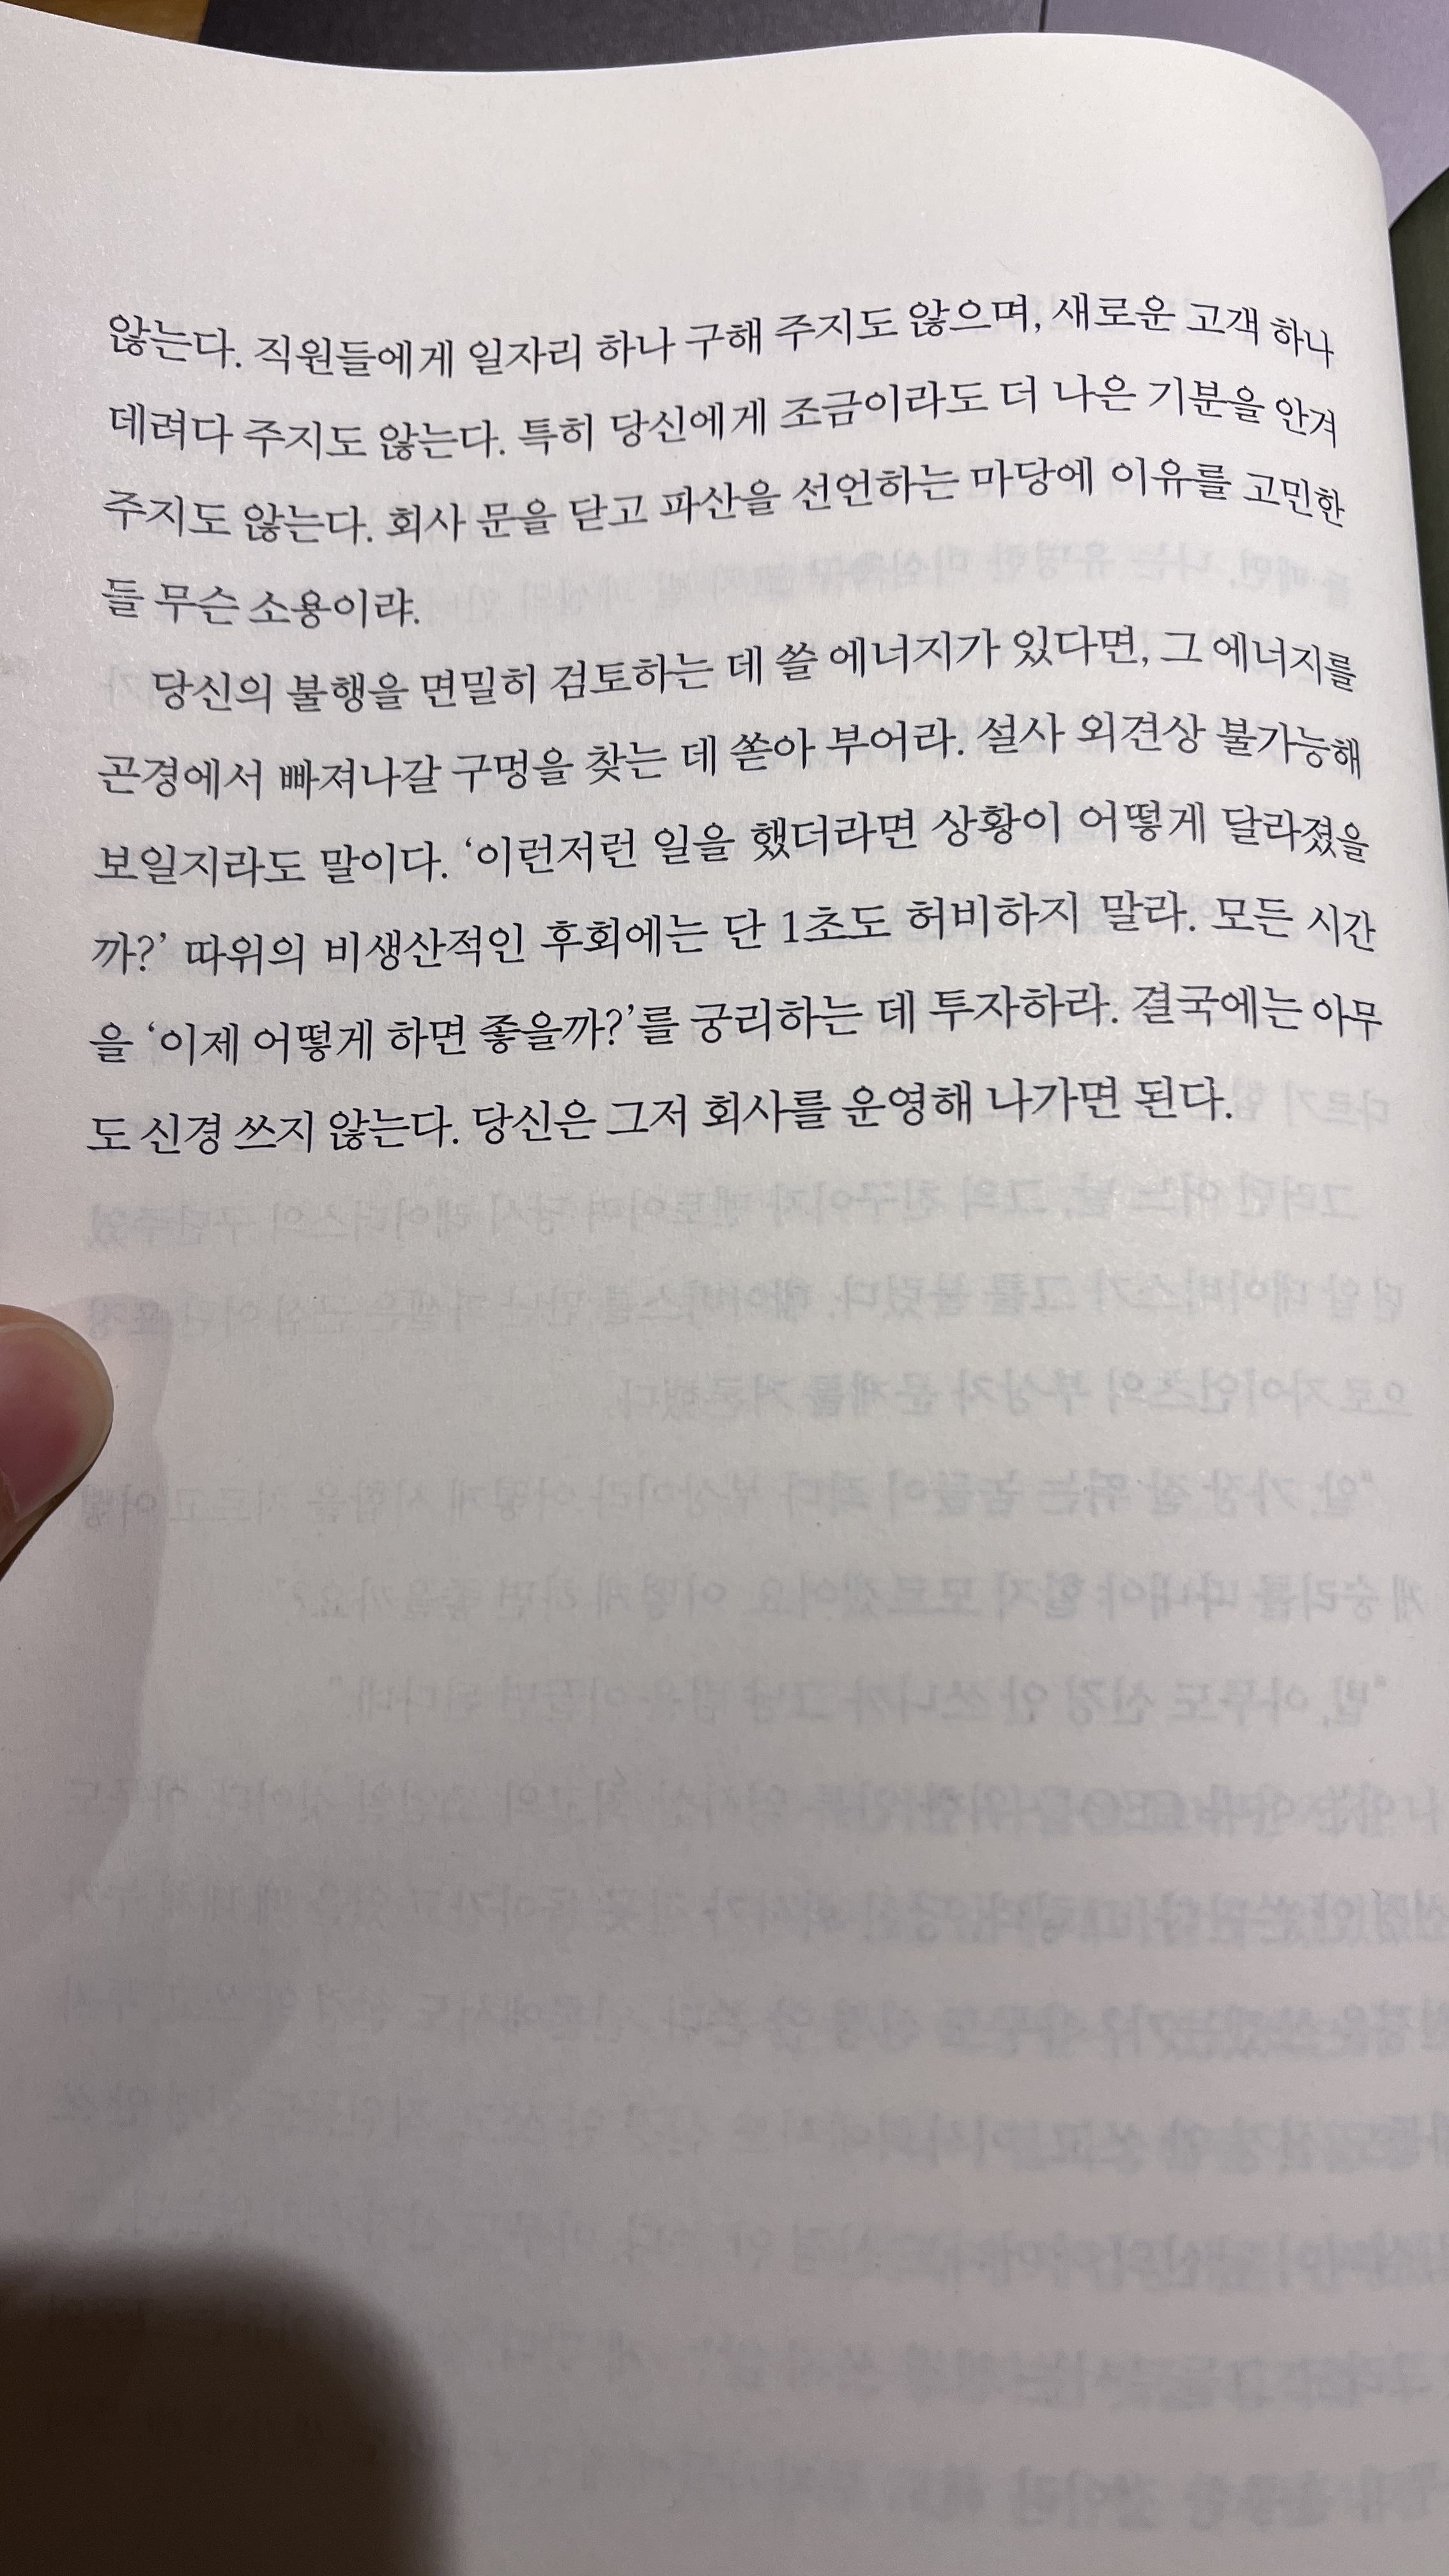 않는다. 직원들에게 일자리 하나 구해 주지도 않으며, 새로운 고객 하나
데려다 주지도 않는다. 특히 당신에게 조금이라도 더 나은 기분을 안겨
주지도 않는다. 회사 문을 닫고 파산을 선언하는 마당에 이유를 고민한
들 무슨 소용이랴.
당신의 불행을 면밀히 검토하는 데 쓸 에너지가 있다면, 그 에너지를
곤경에서 빠져나갈 구멍을 찾는 데 쏟아 부어라. 설사 외견상 불가능해
보일지라도 말이다. ‘이런저런 일을 했더라면 상황이 어떻게 달라졌을
까?’ 따위의 비생산적인 후회에는 단 1초도 허비하지 말라. 모든 시간
을 ‘이제 어떻게 하면 좋을까?’를 궁리하는 데 투자하라. 결국에는 아무
도 신경 쓰지 않는다. 당신은 그저 회사를 운영해 나가면 된다.